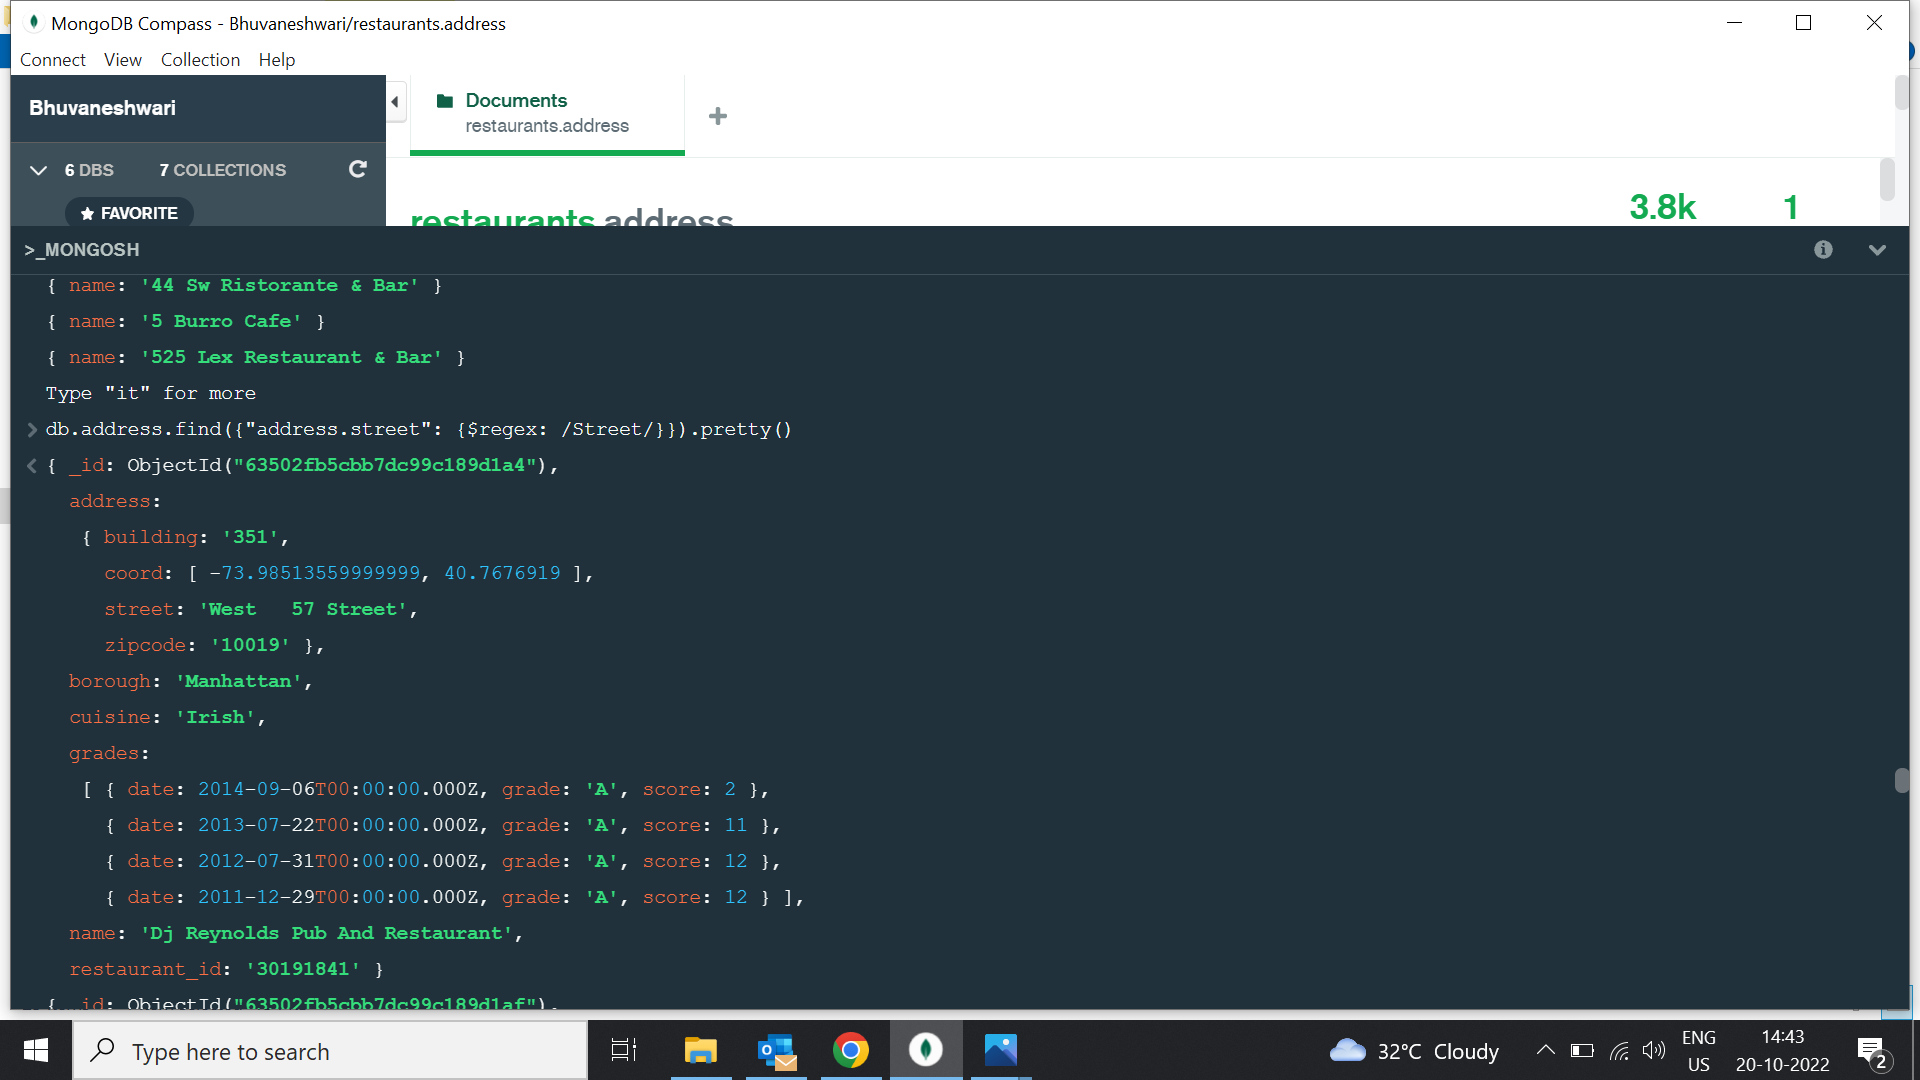 MongoDB Compass - Bhuvaneshwari/restaurants.address
Connect View Collection Help
Bhuvaneshwari
Documents
restaurants.address
6 DBS 7 COLLECTIONS
FAVORITE
restaurants.address
3.8k 1
>_MONGOSH
{ name: '44 Sw Ristorante & Bar' }
{ name: '5 Burro Cafe' }
{ name: '525 Lex Restaurant & Bar' }
Type "it" for more
> db.address.find({"address.street": {$regex: /Street/}}).pretty()
< { _id: ObjectId("63502fb5cbb7dc99c189d1a4"),
address:
{ building: '351',
coord: [ -73.98513559999999, 40.7676919 ],
street: 'West   57 Street',
zipcode: '10019' },
borough: 'Manhattan',
cuisine: 'Irish',
grades:
[ { date: 2014-09-06T00:00:00.000Z, grade: 'A', score: 2 },
{ date: 2013-07-22T00:00:00.000Z, grade: 'A', score: 11 },
{ date: 2012-07-31T00:00:00.000Z, grade: 'A', score: 12 },
{ date: 2011-12-29T00:00:00.000Z, grade: 'A', score: 12 } ],
name: 'Dj Reynolds Pub And Restaurant',
restaurant_id: '30191841' }
{ _id: ObjectId("63502fb5cbb7dc99c189d1af"),
Type here to search
32°C Cloudy
ENG
US
14:43
20-10-2022
2